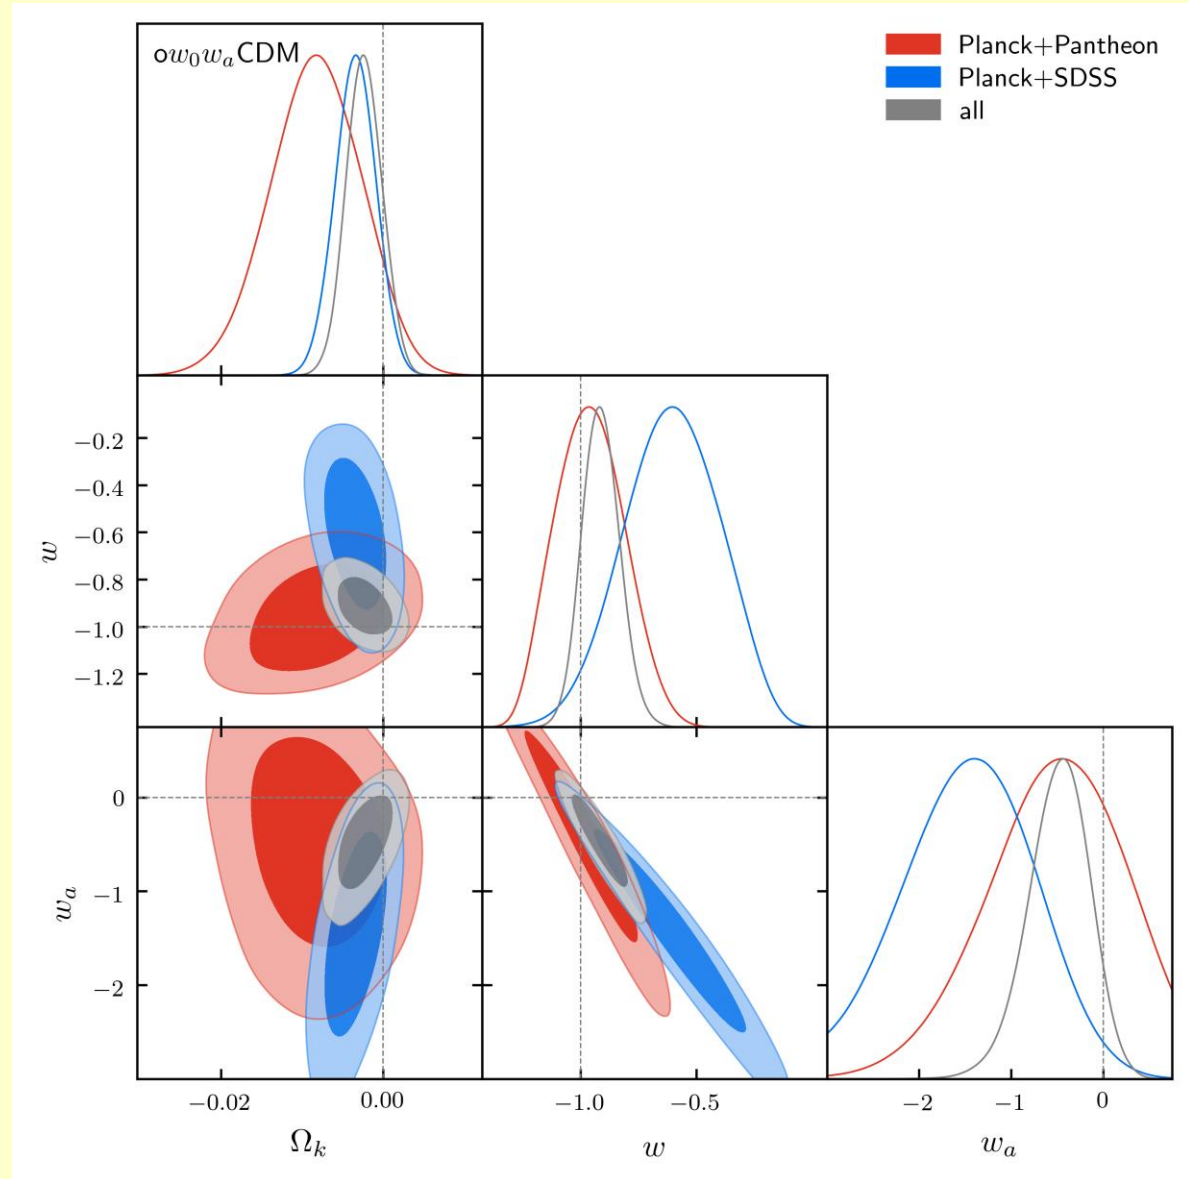 ow₀wₐCDM
Planck+Pantheon
Planck+SDSS
all
w
−0.2
−0.4
−0.6
−0.8
−1.0
−1.2
wₐ
0
−1
−2
−0.02 0.00
−1.0 −0.5
−2 −1 0
Ωₖ
w
wₐ